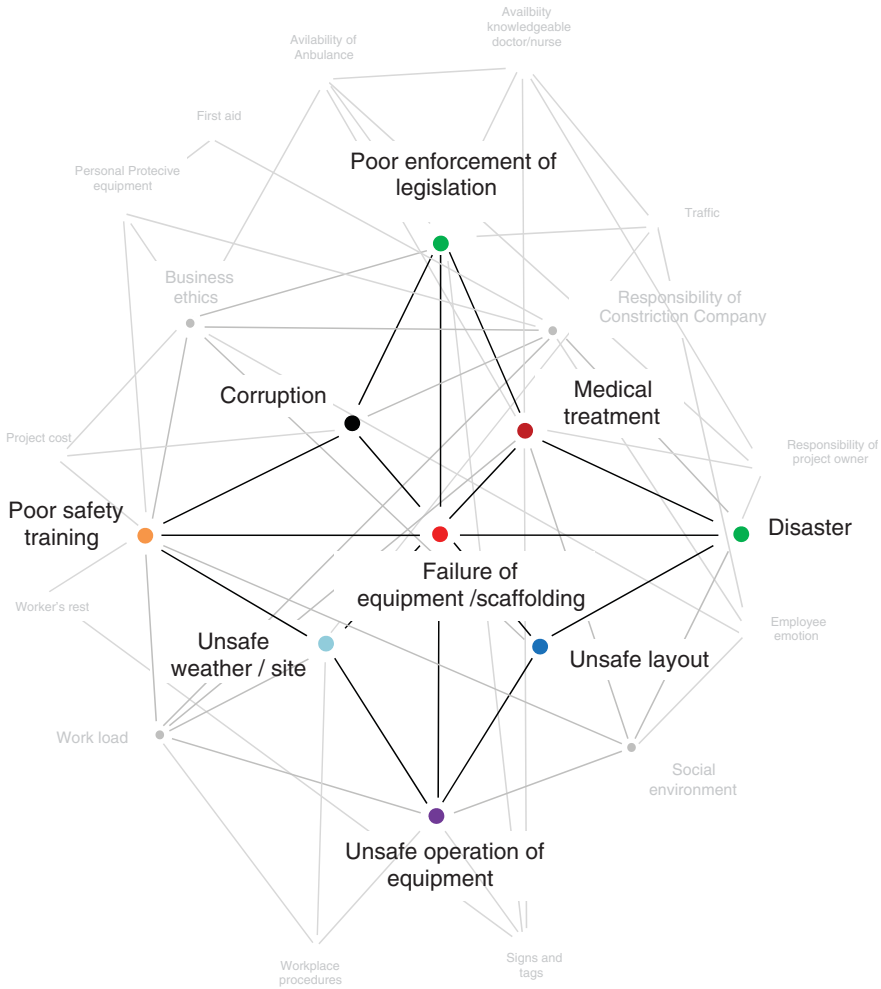 Availbiity
knowledgeable
doctor/nurse
Avilability of
Anbulance
First aid
Poor enforcement of
legislation
Personal Protecive
equipment
Traffic
Business
ethics
Responsibility of
Constriction Company
Corruption
Medical
treatment
Project cost
Responsibility of
project owner
Poor safety
training
Disaster
Failure of
equipment /scaffolding
Worker's rest
Employee
emotion
Unsafe
weather / site
Unsafe layout
Work load
Social
environment
Unsafe operation of
equipment
Workplace
procedures
Signs and
tags